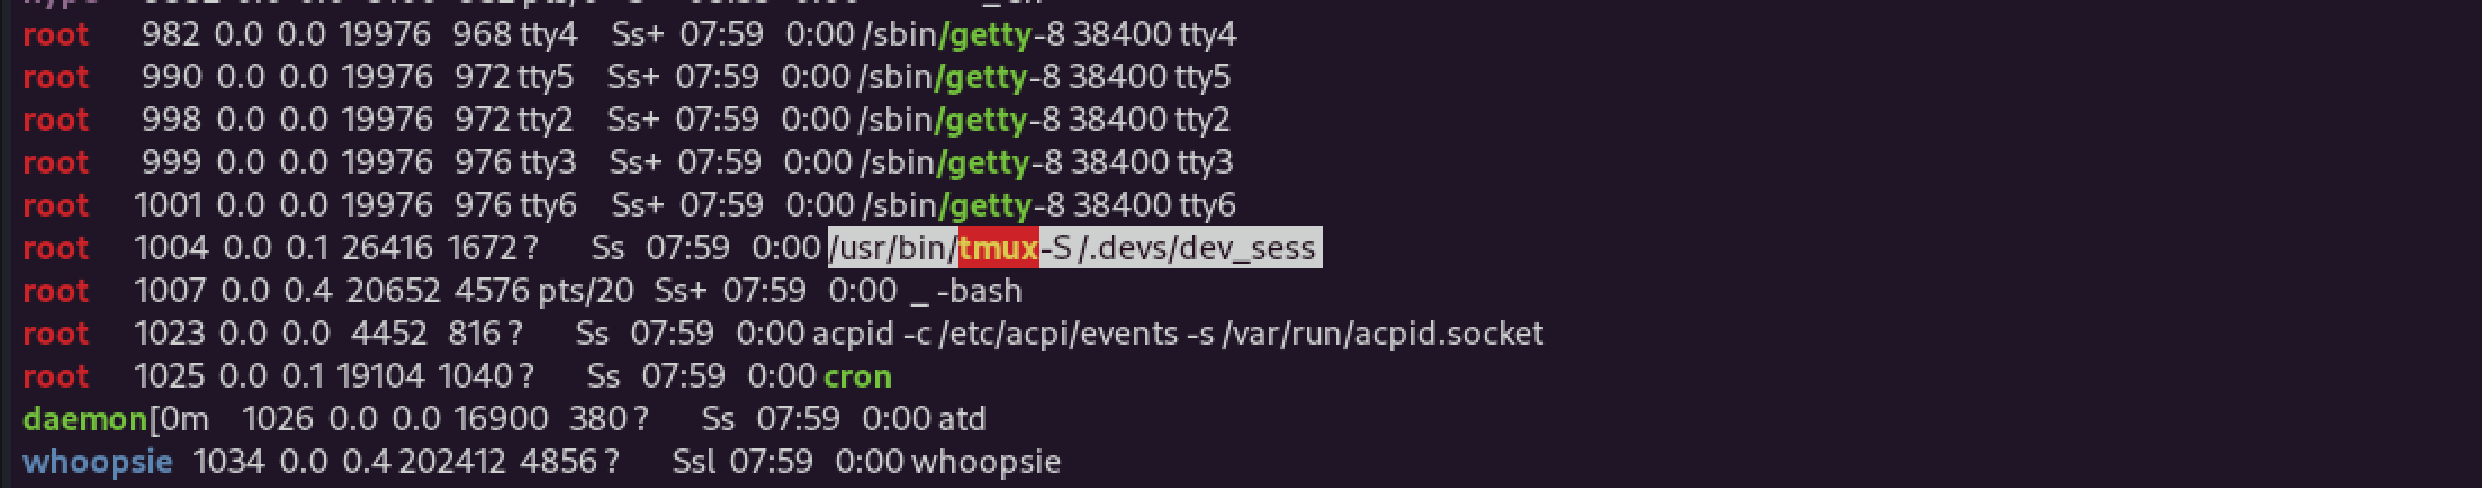 root 982 0.0 0.0 19976 968 tty4 Ss+ 07:59 0:00 /sbin/getty -8 38400 tty4
root 990 0.0 0.0 19976 972 tty5 Ss+ 07:59 0:00 /sbin/getty -8 38400 tty5
root 998 0.0 0.0 19976 972 tty2 Ss+ 07:59 0:00 /sbin/getty -8 38400 tty2
root 999 0.0 0.0 19976 976 tty3 Ss+ 07:59 0:00 /sbin/getty -8 38400 tty3
root 1001 0.0 0.0 19976 976 tty6 Ss+ 07:59 0:00 /sbin/getty -8 38400 tty6
root 1004 0.0 0.1 26416 1672 ? Ss 07:59 0:00 /usr/bin/tmux -S /.devs/dev_sess
root 1007 0.0 0.4 20652 4576 pts/20 Ss+ 07:59 0:00 _ -bash
root 1023 0.0 0.0 4452 816 ? Ss 07:59 0:00 acpid -c /etc/acpi/events -s /var/run/acpid.socket
root 1025 0.0 0.1 19104 1040 ? Ss 07:59 0:00 cron
daemon[0m 1026 0.0 0.0 16900 380 ? Ss 07:59 0:00 atd
whoopsie 1034 0.0 0.4 202412 4856 ? Ssl 07:59 0:00 whoopsie